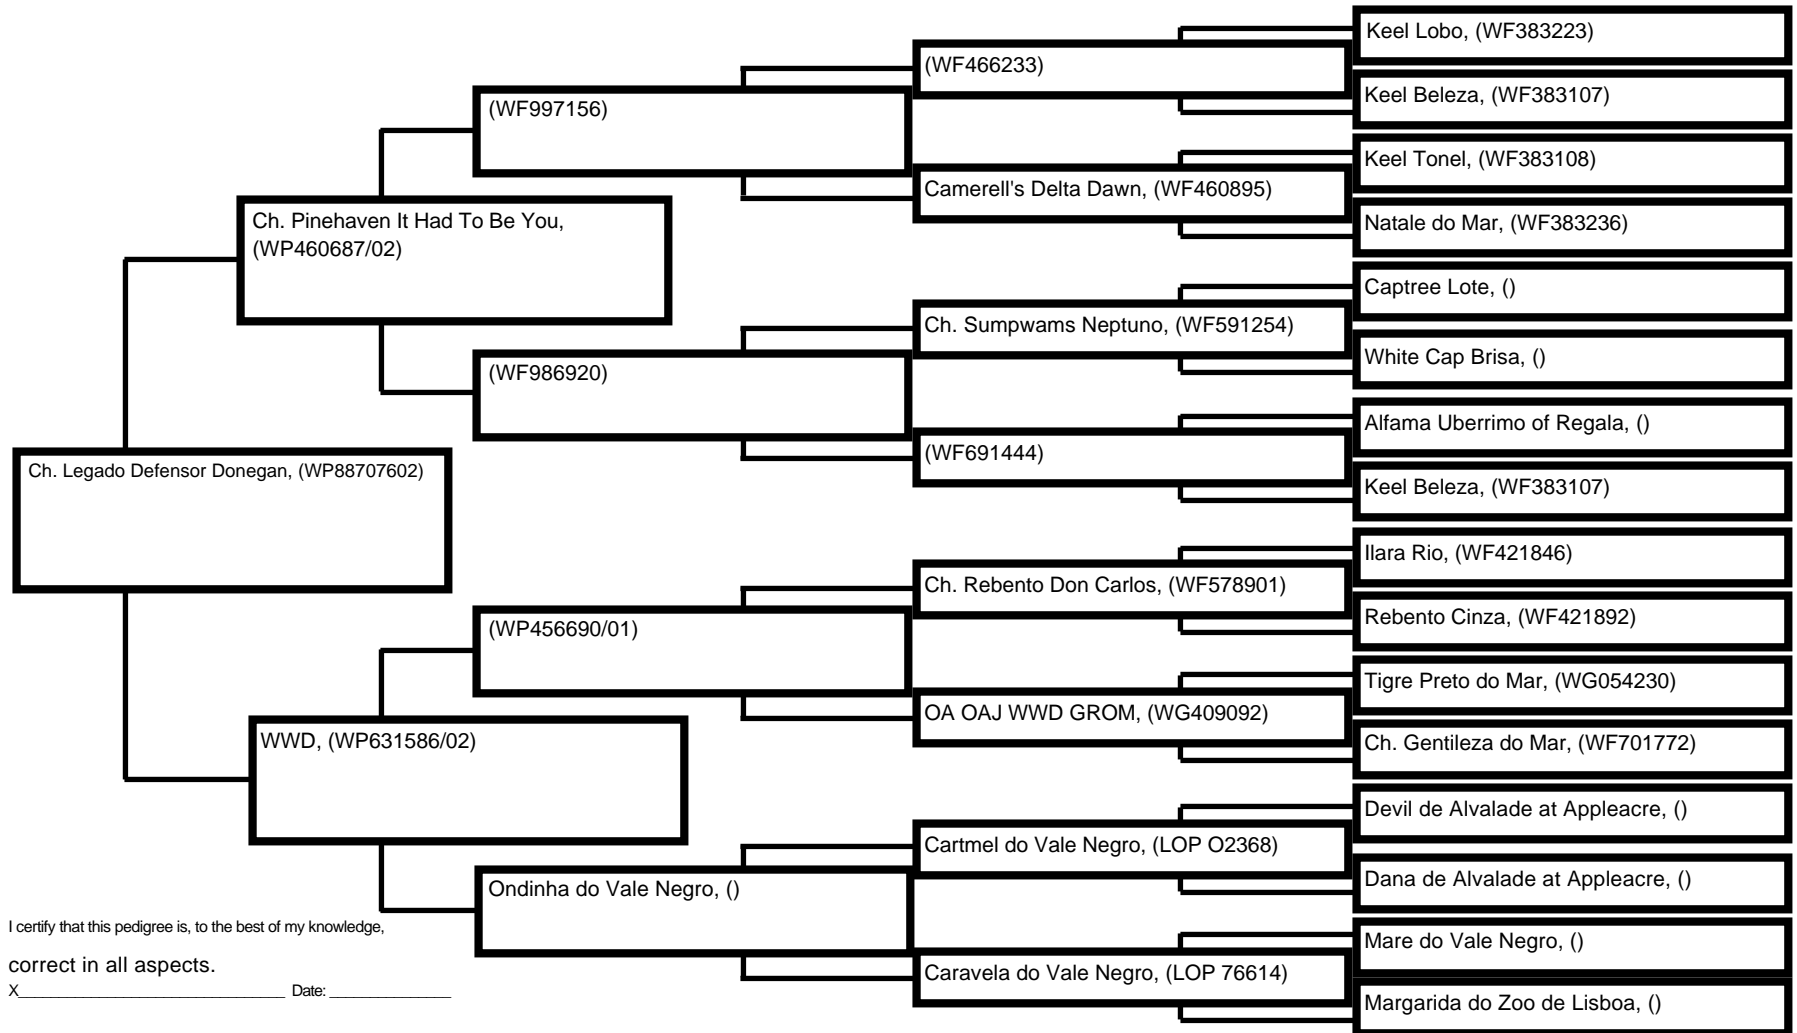 Keel Lobo, (WF383223)
(WF466233)
Keel Beleza, (WF383107)
(WF997156)
Keel Tonel, (WF383108)
Camerell's Delta Dawn, (WF460895)
Natale do Mar, (WF383236)
Ch. Pinehaven It Had To Be You,
(WP460687/02)
Captree Lote, ()
Ch. Sumpwams Neptuno, (WF591254)
White Cap Brisa, ()
(WF986920)
Alfama Uberrimo of Regala, ()
(WF691444)
Keel Beleza, (WF383107)
Ch. Legado Defensor Donegan, (WP88707602)
Ilara Rio, (WF421846)
Ch. Rebento Don Carlos, (WF578901)
Rebento Cinza, (WF421892)
(WP456690/01)
Tigre Preto do Mar, (WG054230)
OA OAJ WWD GROM, (WG409092)
Ch. Gentileza do Mar, (WF701772)
WWD, (WP631586/02)
Devil de Alvalade at Appleacre, ()
Cartmel do Vale Negro, (LOP O2368)
Dana de Alvalade at Appleacre, ()
Ondinha do Vale Negro, ()
Mare do Vale Negro, ()
Caravela do Vale Negro, (LOP 76614)
Margarida do Zoo de Lisboa, ()
I certify that this pedigree is, to the best of my knowledge,
correct in all aspects.
X________________________________ Date: _______________